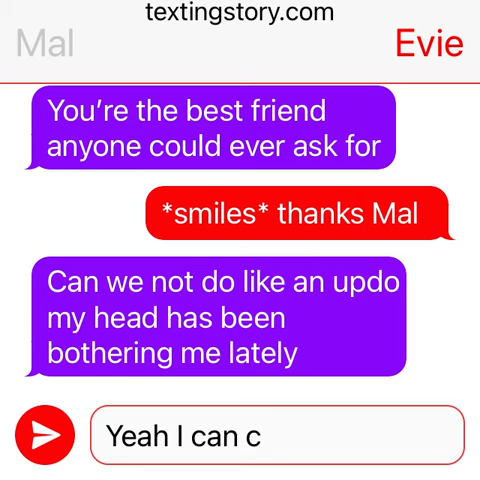 textingstory.com
Mal
Evie
You’re the best friend
anyone could ever ask for
*smiles* thanks Mal
Can we not do like an updo
my head has been
bothering me lately
Yeah I can c